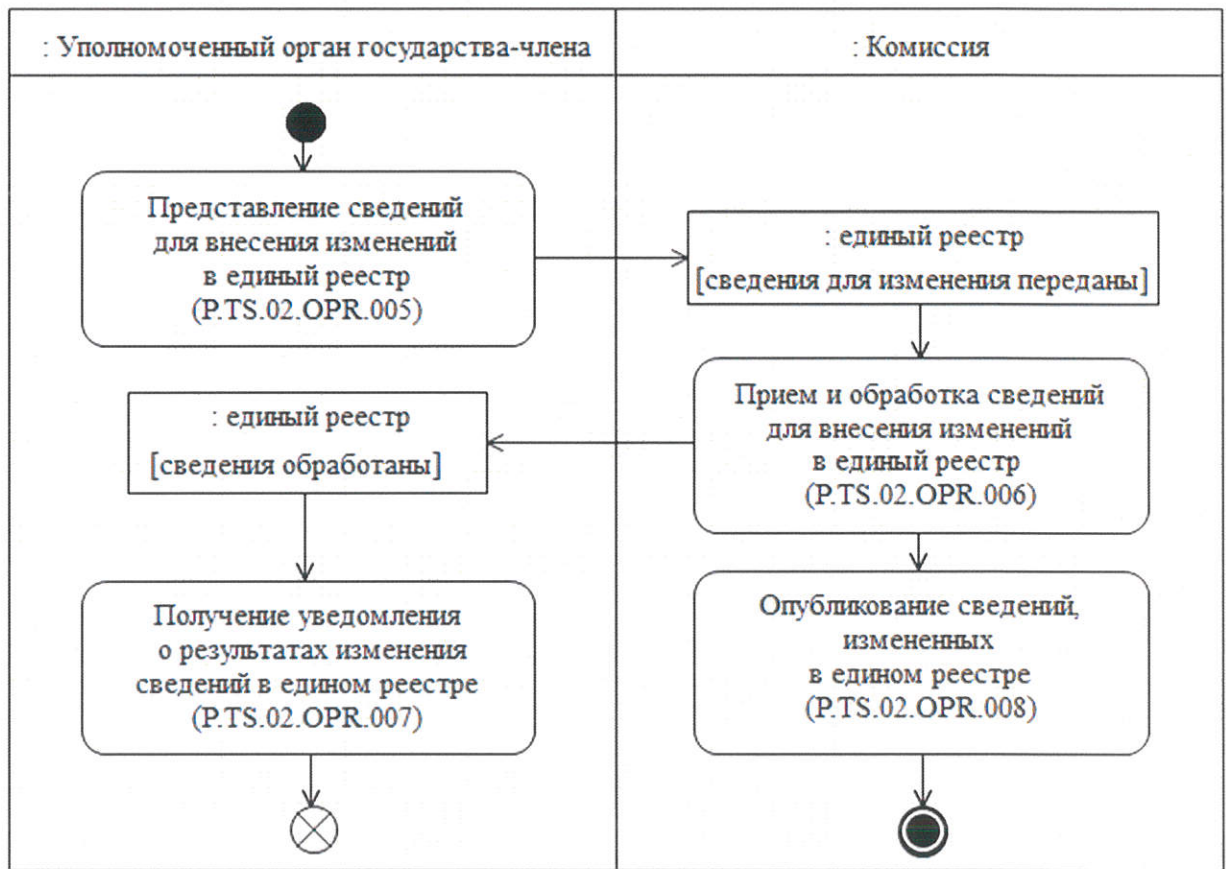 : Уполномоченный орган государства-члена
: Комиссия
Представление сведений
для внесения изменений
в единый реестр
(P.TS.02.OPR.005)
: единый реестр
[сведения для изменения переданы]
Прием и обработка сведений
для внесения изменений
в единый реестр
(P.TS.02.OPR.006)
: единый реестр
[сведения обработаны]
Получение уведомления
о результатах изменения
сведений в едином реестре
(P.TS.02.OPR.007)
Опубликование сведений,
измененных
в едином реестре
(P.TS.02.OPR.008)